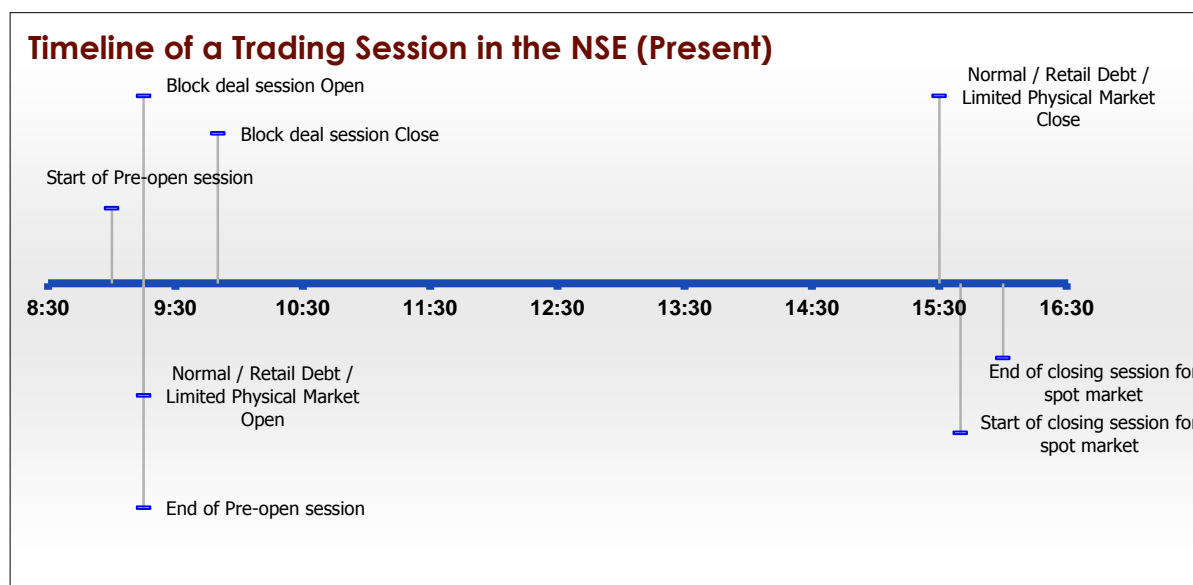 Timeline of a Trading Session in the NSE (Present)
Block deal session Open
Block deal session Close
Start of Pre-open session
Normal / Retail Debt /
Limited Physical Market
Close
8:30 9:30 10:30 11:30 12:30 13:30 14:30 15:30 16:30
Normal / Retail Debt /
Limited Physical Market
Open
End of closing session for
spot market
Start of closing session for
spot market
End of Pre-open session